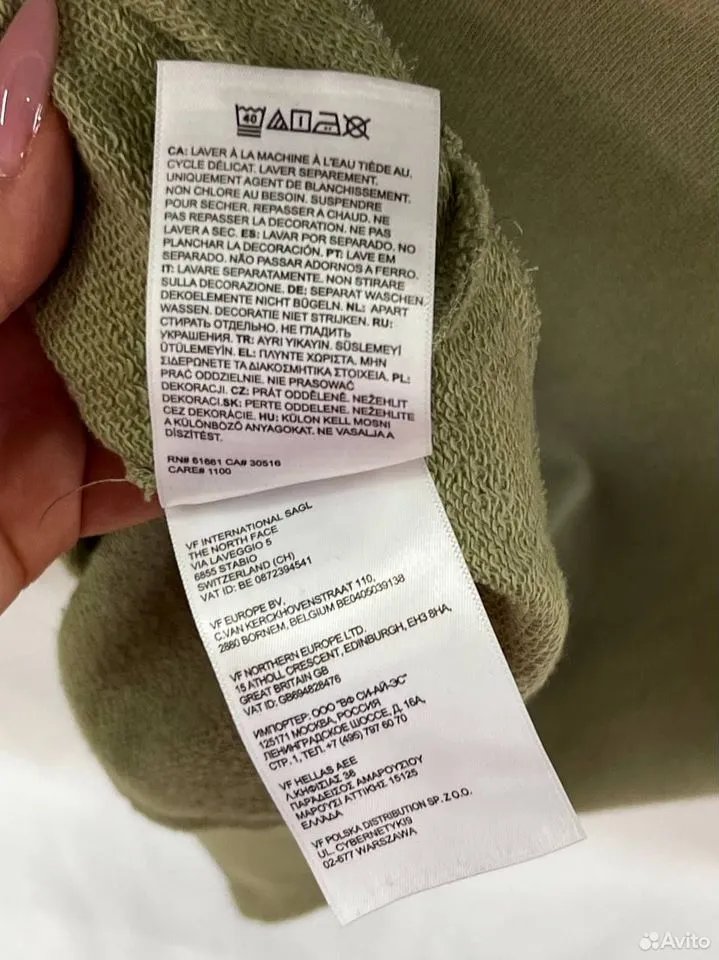 40
CA: LAVER À LA MACHINE À L'EAU TIÈDE AU,
CYCLE DÉLICAT. LAVER SEPAREMENT.
UNIQUEMENT AGENT DE BLANCHISSEMENT.
NON CHLORE AU BESOIN. SUSPENDRE
POUR SECHER. REPASSER A CHAUD. NE
PAS REPASSER LA DECORATION. NE PAS
LAVER A SEC. ES: LAVAR POR SEPARADO. NO
PLANCHAR LA DECORACIÓN. PT: LAVE EM
SEPARADO. NÃO PASSAR ADORNOS A FERRO.
IT: LAVARE SEPARATAMENTE. NON STIRARE
SULLA DECORAZIONE. DE: SEPARAT WASCHEN
DEKOELEMENTE NICHT BÜGELN. NL: APART
WASSEN. DECORATIE NIET STRIJKEN. RU:
СТИРАТЬ ОТДЕЛЬНО. НЕ ГЛАДИТЬ
УКРАШЕНИЯ. TR: AYRI YIKAYIN. SÜSLEMEYİ
ÜTÜLEMEYİN. EL: ΠΛΥΝΤΕ ΧΩΡΙΣΤΑ. ΜΗΝ
ΣΙΔΕΡΩΝΕΤΕ ΤΑ ΔΙΑΚΟΣΜΗΤΙΚΑ ΣΤΟΙΧΕΙΑ. PL:
PRAĆ ODDZIELNIE. NIE PRASOWAĆ
DEKORACJI. CZ: PRÁT ODDĚLENĚ. NEŽEHLIT
DEKORACI.SK: PERTE ODDELENE. NEŽEHLITE
CEZ DEKORÁCIE. HU: KÜLÖN KELL MOSNI
A KÜLÖNBÖZŐ ANYAGOKAT. NE VASALJA A
DÍSZÍTÉST.
RN# 61661 CA# 30516
CARE# 1100
VF INTERNATIONAL SAGL
THE NORTH FACE
VIA LAVEGGIO 5
6855 STABIO
SWITZERLAND (CH)
VAT ID: BE 0872394541
VF EUROPE BV.
C.VAN KERCKHOVENSTRAAT 110,
2880 BORNEM, BELGIUM BE0405039138
VF NORTHERN EUROPE LTD.
15 ATHOLL CRESCENT, EDINBURGH, EH3 8HA,
GREAT BRITAIN GB
VAT ID: GB694828476
ИМПОРТЕР: ООО "ВФ СИ-АЙ-ЭС"
125171 МОСКВА, РОССИЯ
ЛЕНИНГРАДСКОЕ ШОССЕ, Д. 16А,
СТР. 1, ТЕЛ. +7 (495) 797 60 70
VF HELLAS AEE
Λ.ΚΗΦΙΣΙΑΣ 38
ΠΑΡΑΔΕΙΣΟΣ ΑΜΑΡΟΥΣΙΟΥ
ΜΑΡΟΥΣΙ ΑΤΤΙΚΗΣ 15125
ΕΛΛΑΔΑ
VF POLSKA DISTRIBUTION SP. Z.O.O.
UL. CYBERNETYKI9
02-677 WARSZAWA
Avito